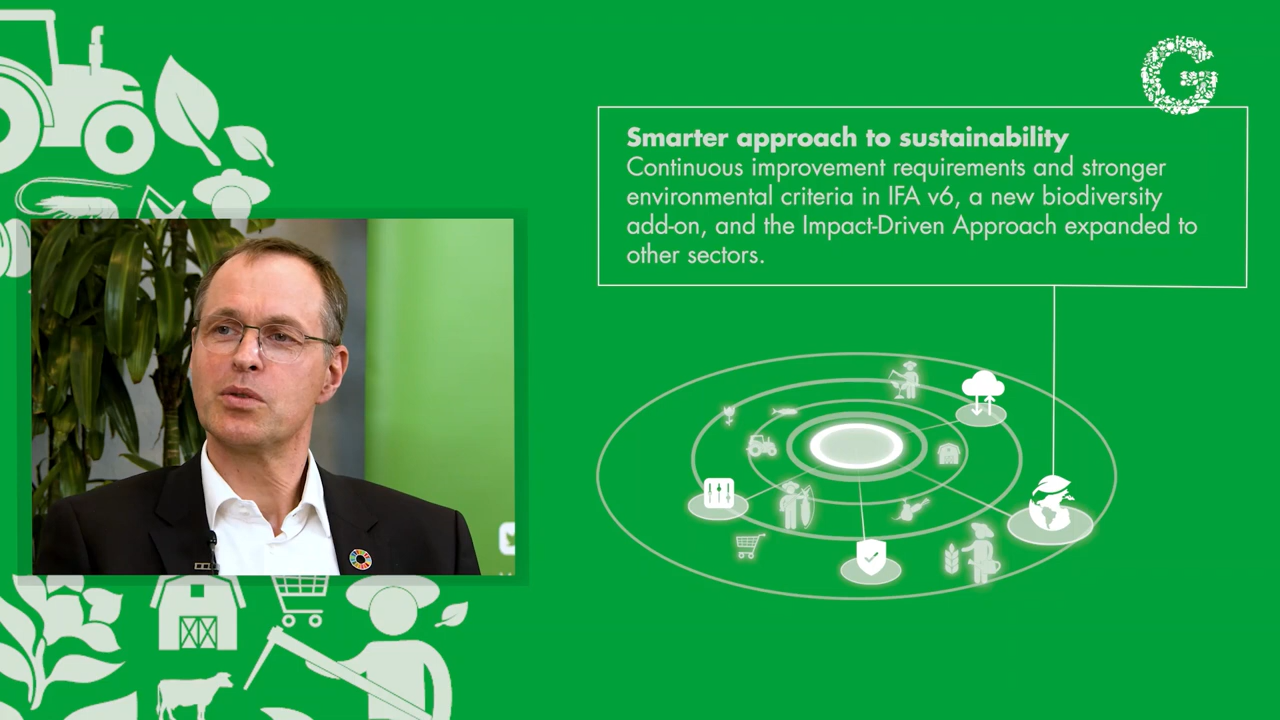 G
Smarter approach to sustainability
Continuous improvement requirements and stronger
environmental criteria in IFA v6, a new biodiversity
add-on, and the Impact-Driven Approach expanded to
other sectors.